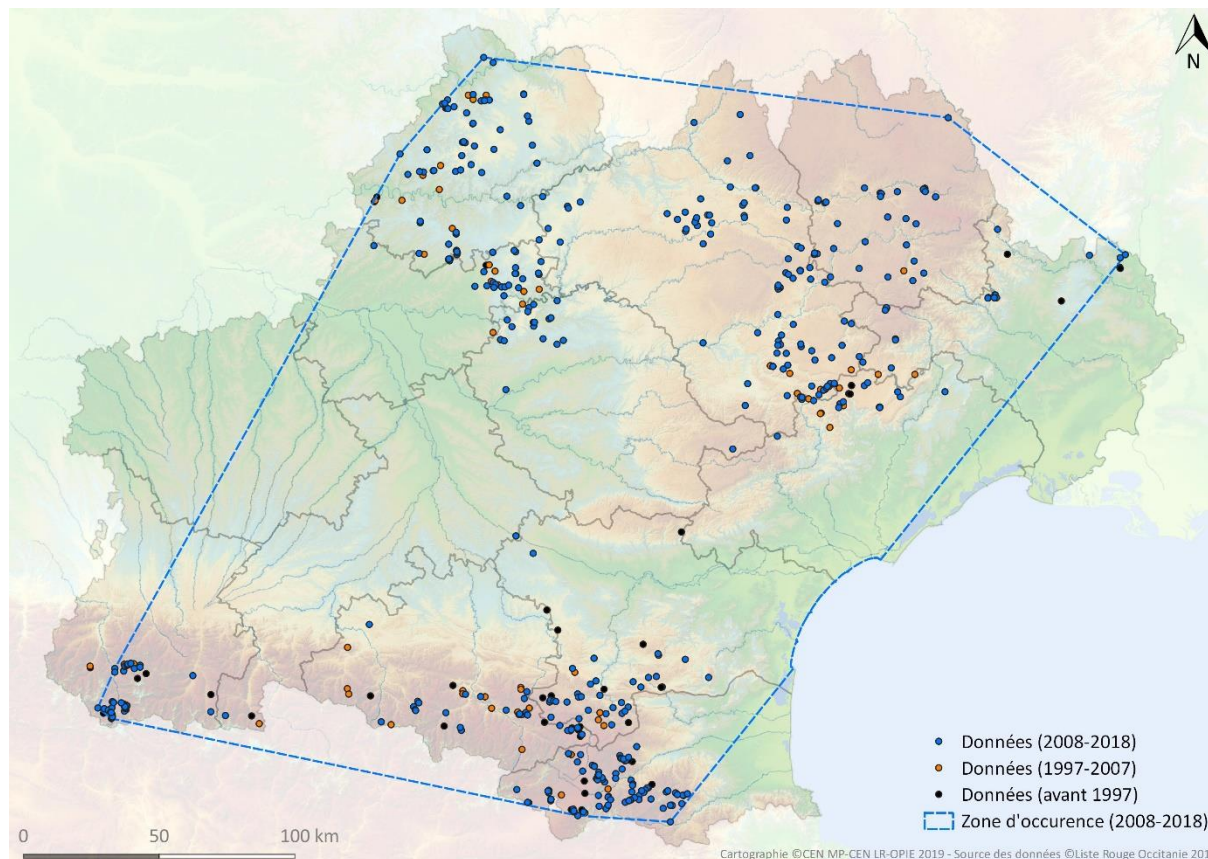 N
Données (2008-2018)
Données (1997-2007)
Données (avant 1997)
Zone d'occurence (2008-2018)
0 50 100 km
Cartographie ©CEN MP-CEN LR-OPIE 2019 - Source des données ©Liste Rouge Occitanie 201